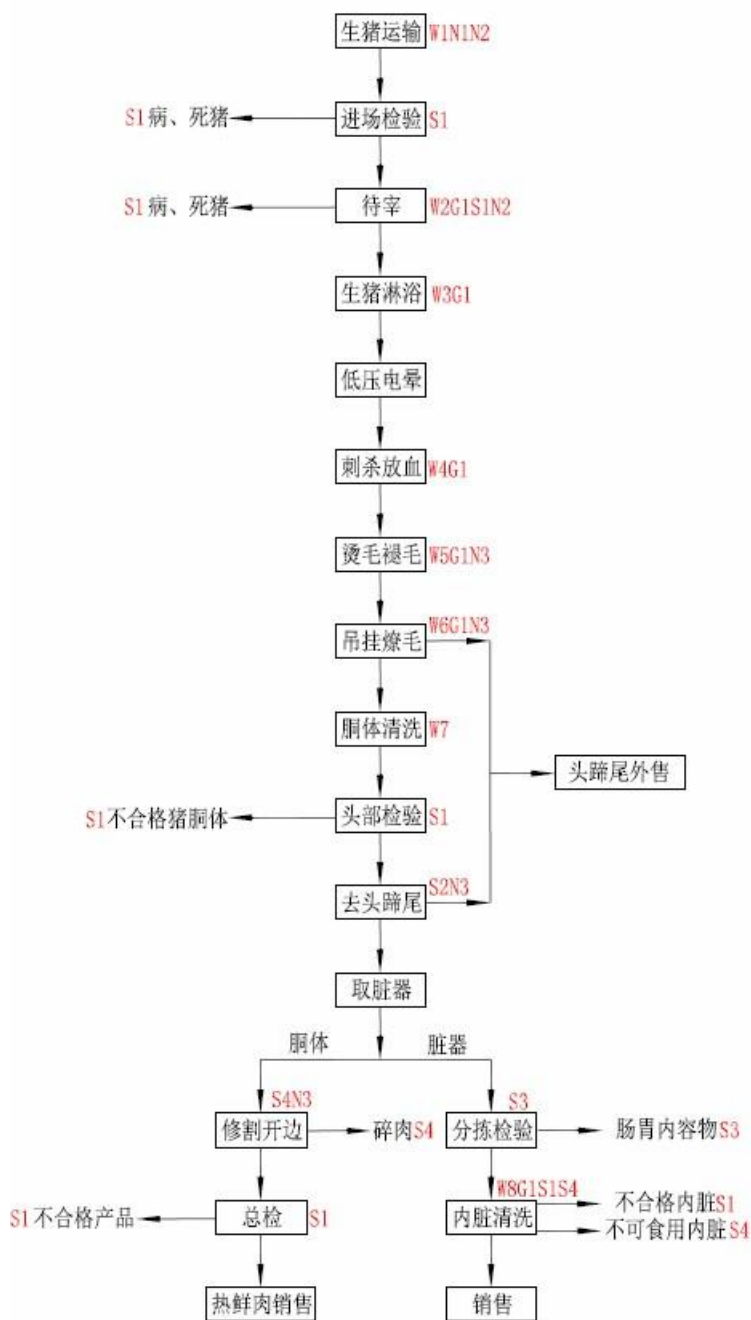 生猪运输 W1N1N2
S1 病、死猪 进场检验 S1
S1 病、死猪 待宰 W2G1S1N2
生猪淋浴 W3G1
低压电晕
刺杀放血 W4G1
烫毛褪毛 W5G1N3
W6G1N3
吊挂燎毛
胴体清洗 W7
头蹄尾外售
S1不合格猪胴体 头部检验 S1
S2N3
去头蹄尾
取脏器
胴体 脏器
S4N3 S3
修割开边 碎肉S4 分拣检验 肠胃内容物S3
W8G1S1S4
不合格内脏S1
S1 不合格产品 总检 S1 内脏清洗
不可食用内脏S4
热鲜肉销售 销售